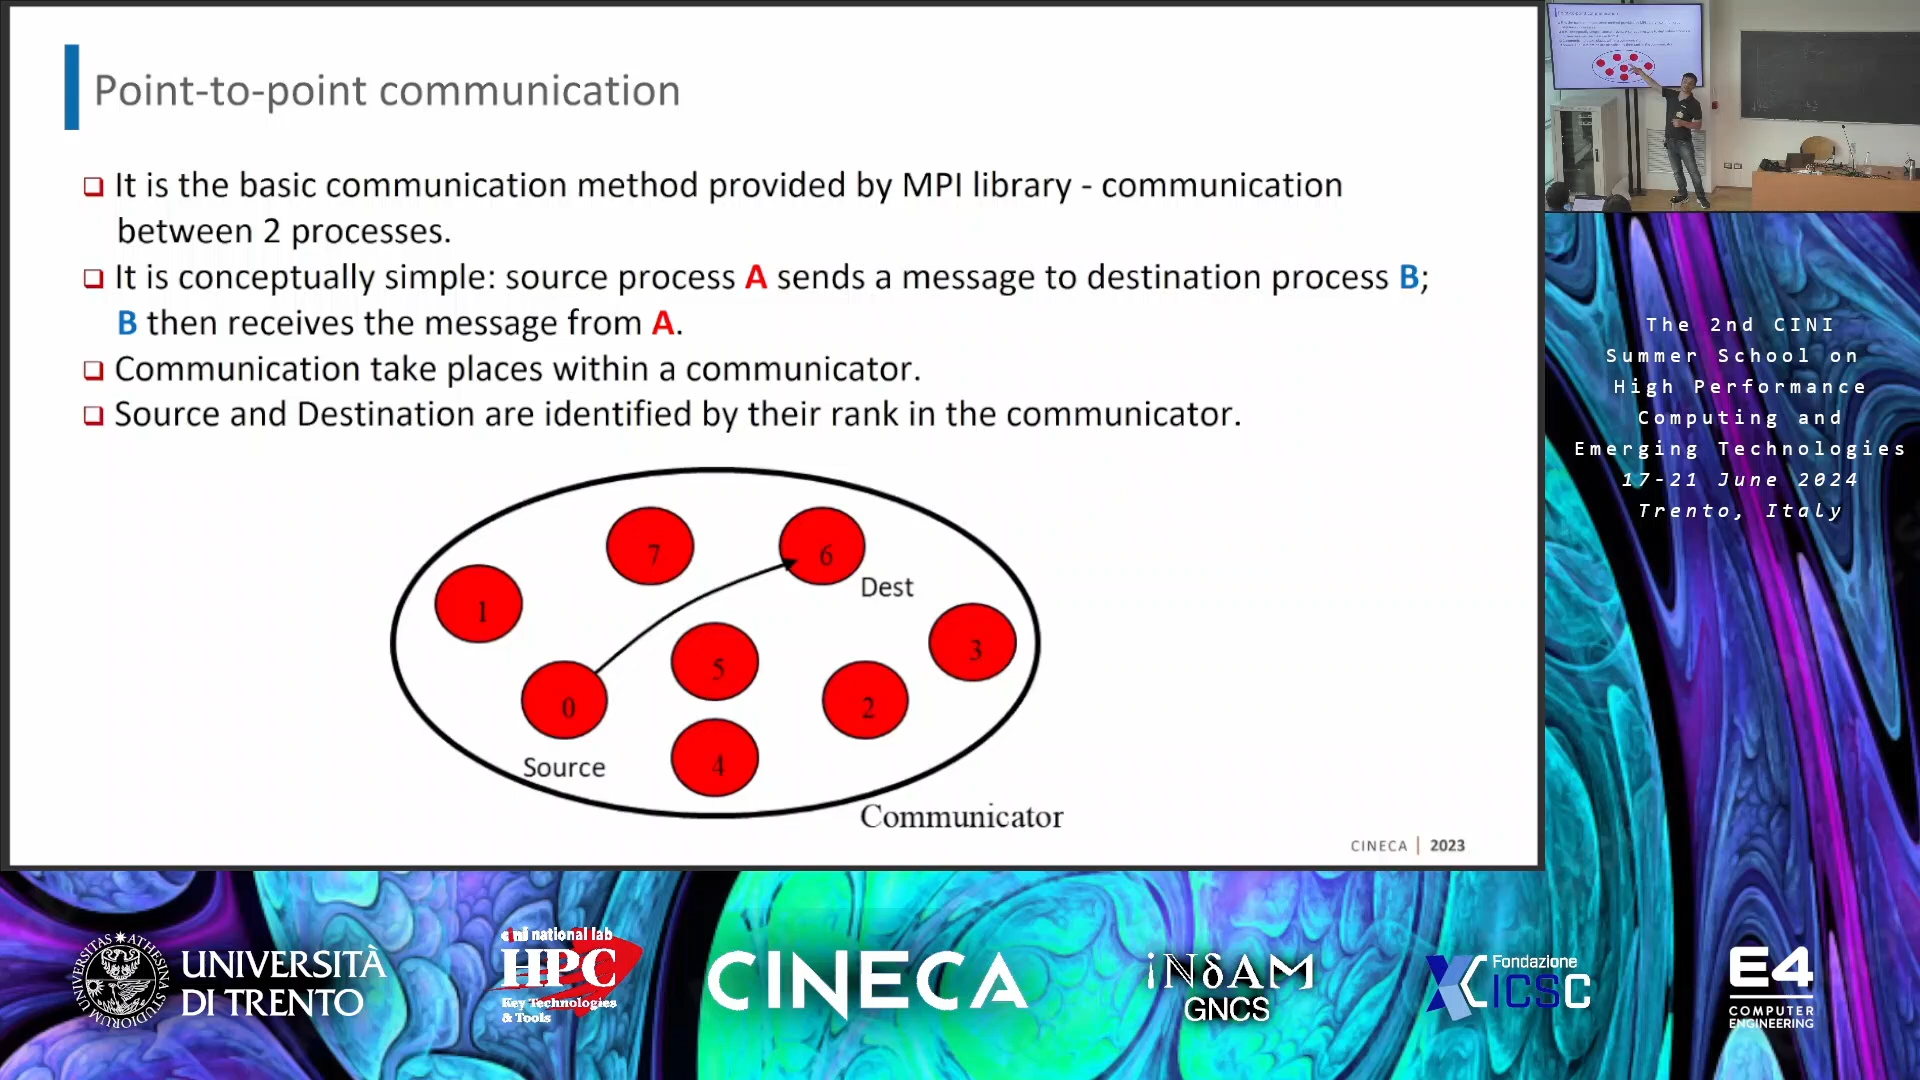 Point-to-point communication
❑ It is the basic communication method provided by MPI library - communication
between 2 processes.
❑ It is conceptually simple: source process A sends a message to destination process B;
B then receives the message from A.
❑ Communication take places within a communicator.
❑ Source and Destination are identified by their rank in the communicator.
7
6
1
Dest
3
5
0
2
Source
4
Communicator
CINECA | 2023
The 2nd CINI
Summer School on
High Performance
Computing and
Emerging Technologies
17-21 June 2024
Trento, Italy
UNIVERSITÀ
DI TRENTO
cini national lab
HPC
Key Technologies
& Tools
CINECA
iNδAM
GNCS
Fondazione
ICSC
E4
COMPUTER
ENGINEERING